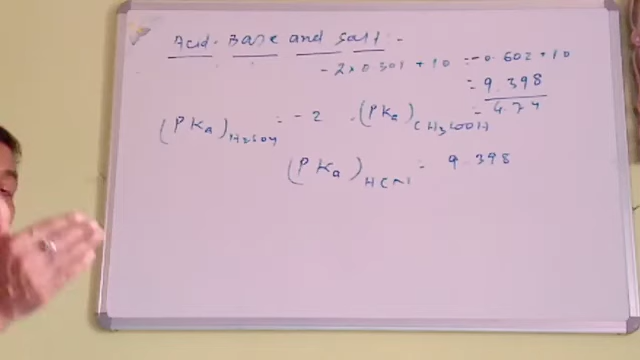 Acid-Base and Salt :-
- 2 x 0.301 + 10 = -0.602 + 10
= 9.398
(PKa)H2SO4 = -2 . (PKa)CH3COOH = 4.74
(PKa)HCN = 9.398